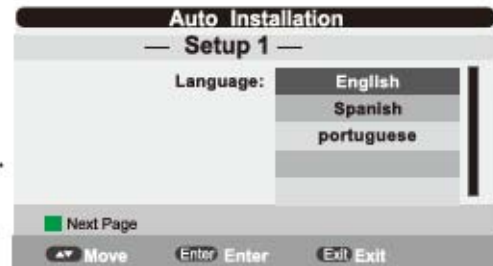 Auto Installation
— Setup 1 —
Language: English
Spanish
portuguese
Next Page
Move Enter Enter Exit Exit